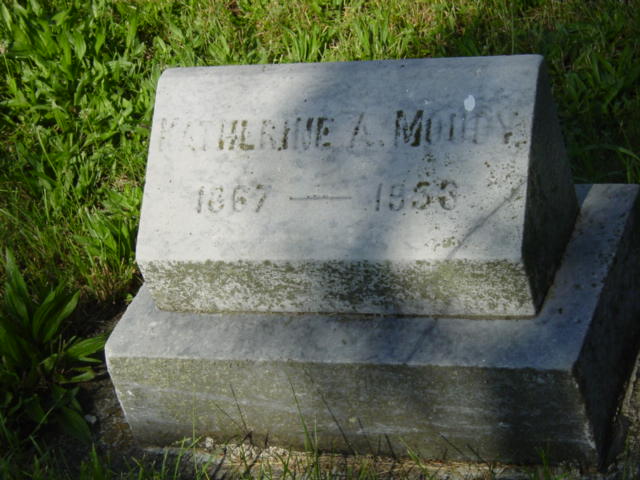 KATHERINE A. MOODY.
1867 — 1953